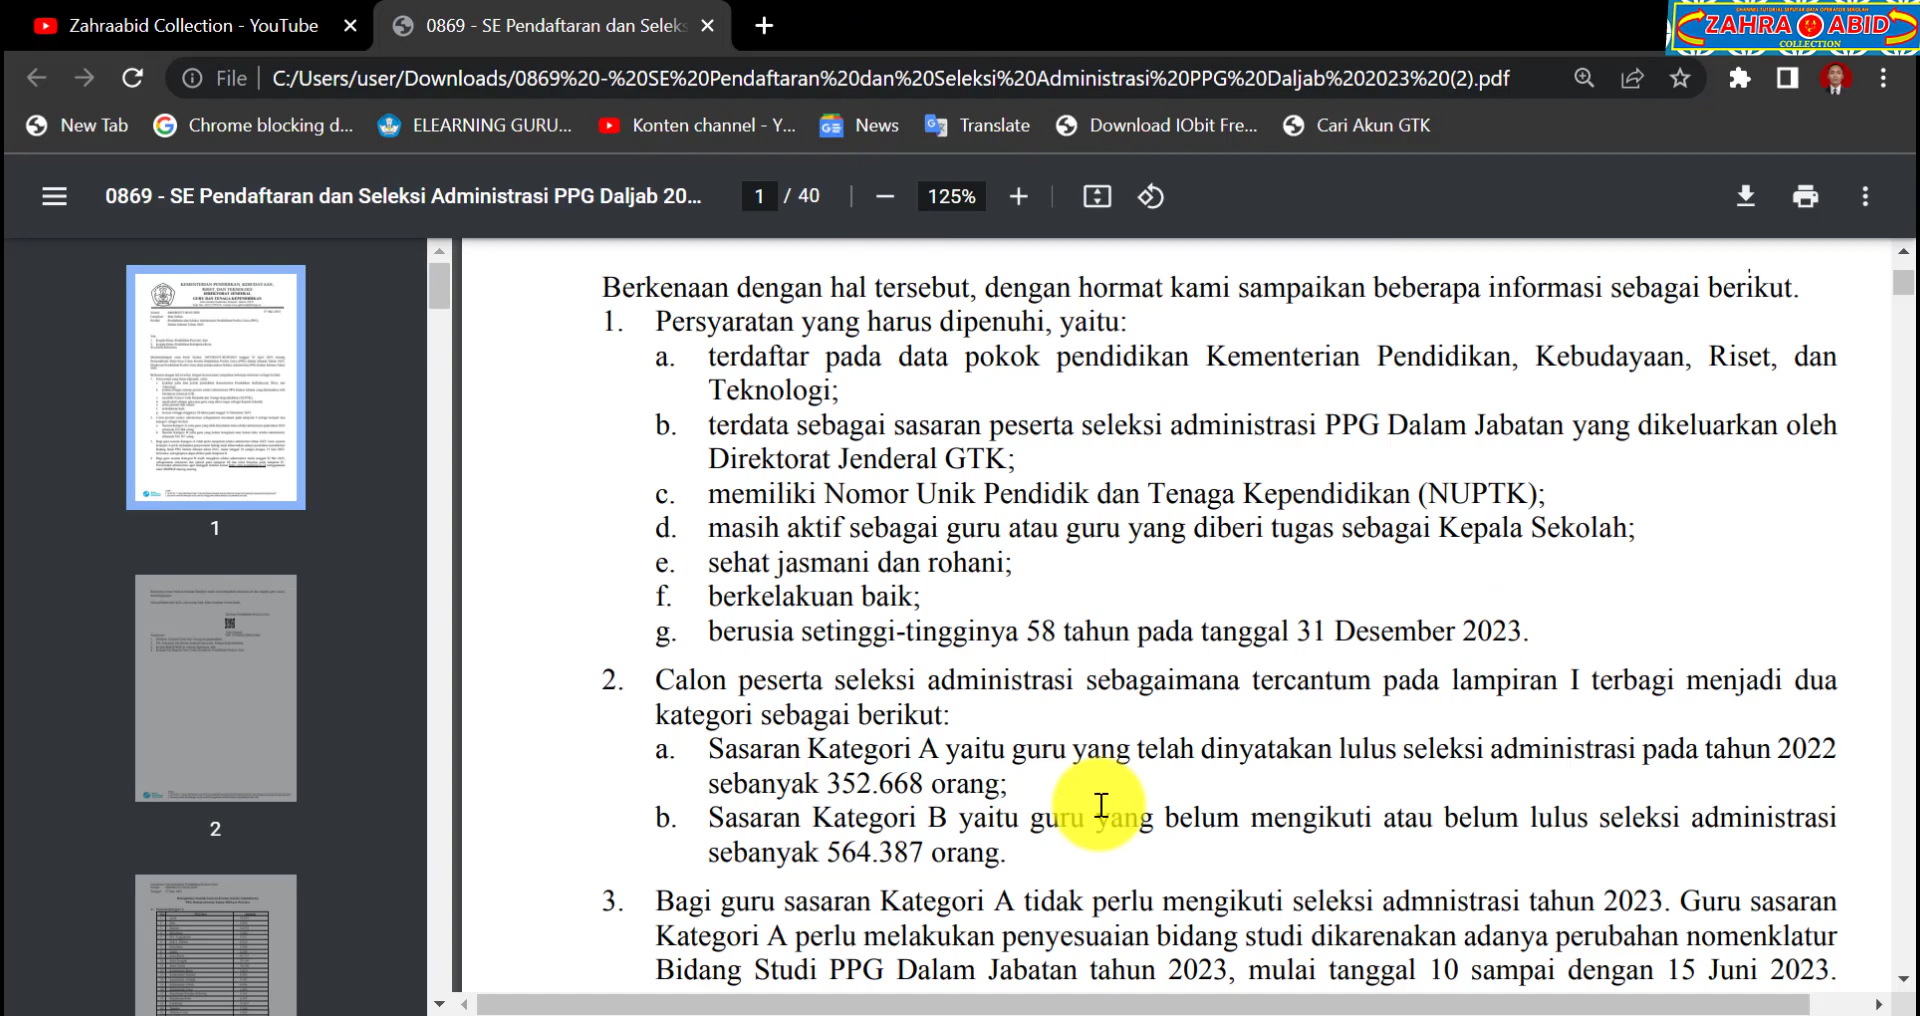 Zahraabid Collection - YouTube
0869 - SE Pendaftaran dan Seleks
CHANNEL TUTORIAL SEPUTAR DATA OPERATOR SEKOLAH
ZAHRA ABID
COLLECTION
File C:/Users/user/Downloads/0869%20-%20SE%20Pendaftaran%20dan%20Seleksi%20Administrasi%20PPG%20Daljab%202023%20(2).pdf
New Tab Chrome blocking d... ELEARNING GURU... Konten channel - Y... News Translate Download IObit Fre... Cari Akun GTK
0869 - SE Pendaftaran dan Seleksi Administrasi PPG Daljab 20... 1 / 40 125%
1
2
Berkenaan dengan hal tersebut, dengan hormat kami sampaikan beberapa informasi sebagai berikut.
1. Persyaratan yang harus dipenuhi, yaitu:
a. terdaftar pada data pokok pendidikan Kementerian Pendidikan, Kebudayaan, Riset, dan
Teknologi;
b. terdata sebagai sasaran peserta seleksi administrasi PPG Dalam Jabatan yang dikeluarkan oleh
Direktorat Jenderal GTK;
c. memiliki Nomor Unik Pendidik dan Tenaga Kependidikan (NUPTK);
d. masih aktif sebagai guru atau guru yang diberi tugas sebagai Kepala Sekolah;
e. sehat jasmani dan rohani;
f. berkelakuan baik;
g. berusia setinggi-tingginya 58 tahun pada tanggal 31 Desember 2023.
2. Calon peserta seleksi administrasi sebagaimana tercantum pada lampiran I terbagi menjadi dua
kategori sebagai berikut:
a. Sasaran Kategori A yaitu guru yang telah dinyatakan lulus seleksi administrasi pada tahun 2022
sebanyak 352.668 orang;
b. Sasaran Kategori B yaitu guru yang belum mengikuti atau belum lulus seleksi administrasi
sebanyak 564.387 orang.
3. Bagi guru sasaran Kategori A tidak perlu mengikuti seleksi admnistrasi tahun 2023. Guru sasaran
Kategori A perlu melakukan penyesuaian bidang studi dikarenakan adanya perubahan nomenklatur
Bidang Studi PPG Dalam Jabatan tahun 2023, mulai tanggal 10 sampai dengan 15 Juni 2023.